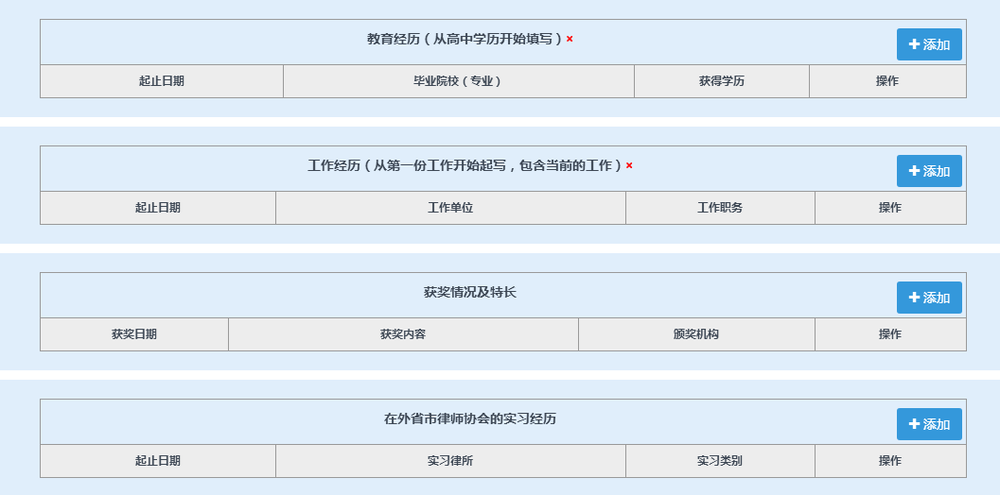 教育经历（从高中学历开始填写）×
添加
起止日期 毕业院校（专业） 获得学历 操作
工作经历（从第一份工作开始起写，包含当前的工作）×
添加
起止日期 工作单位 工作职务 操作
获奖情况及特长
添加
获奖日期 获奖内容 颁奖机构 操作
在外省市律师协会的实习经历
添加
起止日期 实习律所 实习类别 操作